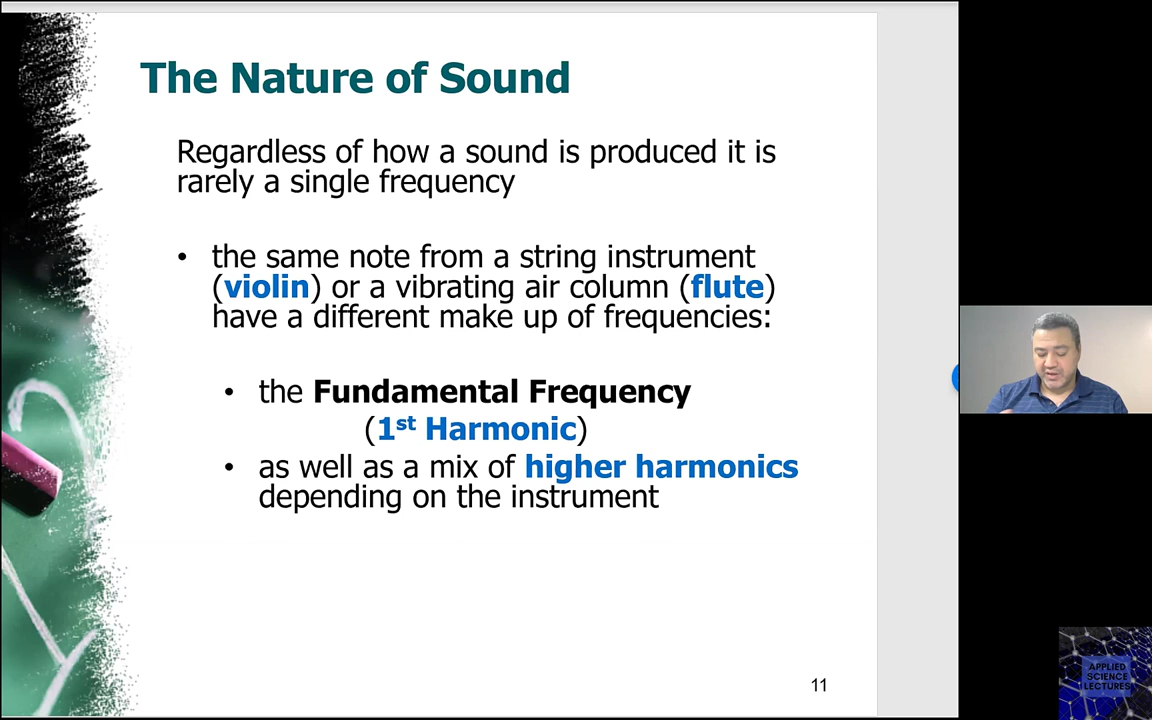 The Nature of Sound
Regardless of how a sound is produced it is
rarely a single frequency
• the same note from a string instrument
(violin) or a vibrating air column (flute)
have a different make up of frequencies:
• the Fundamental Frequency
(1st Harmonic)
• as well as a mix of higher harmonics
depending on the instrument
11
APPLIED
SCIENCE
LECTURES